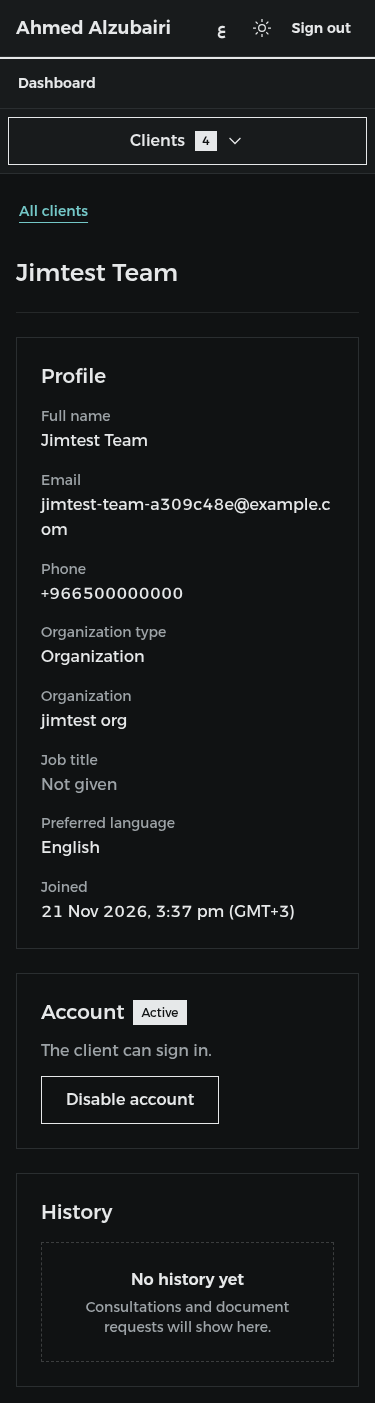 Ahmed Alzubairi
ع
Sign out
Dashboard
Clients 4
All clients
Jimtest Team
Profile
Full name
Jimtest Team
Email
jimtest-team-a309c48e@example.c
om
Phone
+966500000000
Organization type
Organization
Organization
jimtest org
Job title
Not given
Preferred language
English
Joined
21 Nov 2026, 3:37 pm (GMT+3)
Account Active
The client can sign in.
Disable account
History
No history yet
Consultations and document
requests will show here.